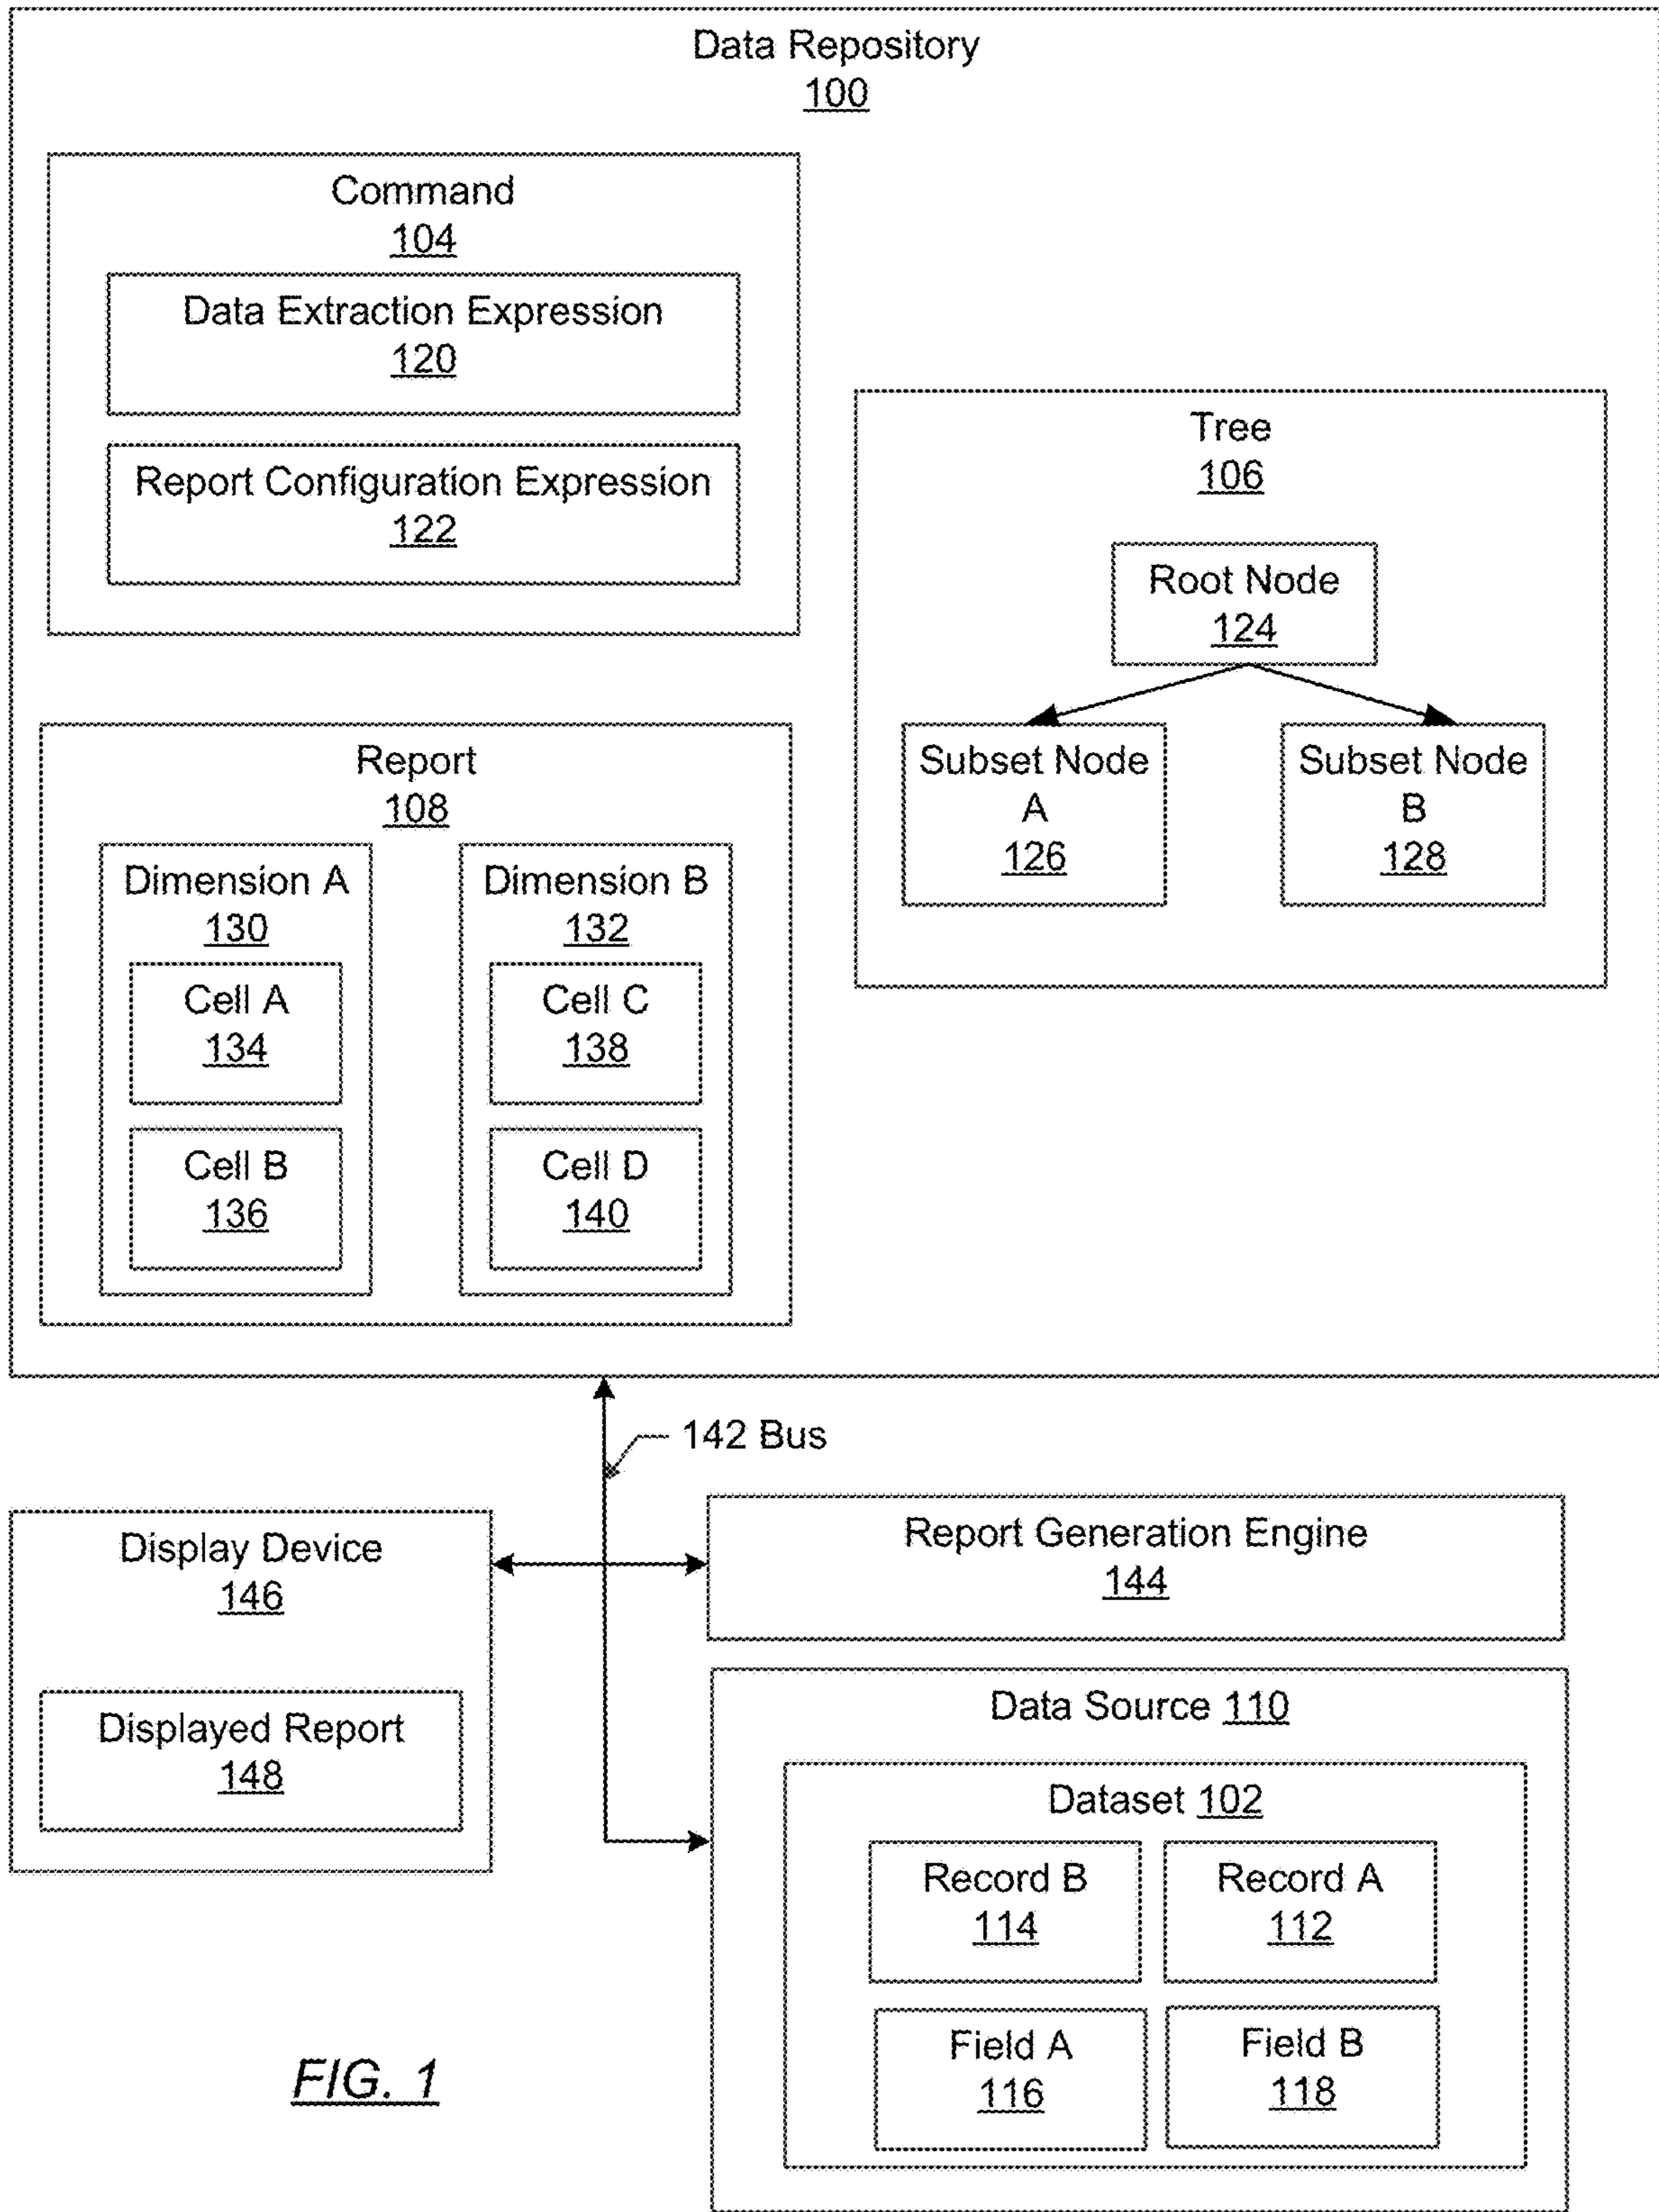 Data Repository
100
Command
104
Data Extraction Expression
120
Report Configuration Expression
122
Tree
106
Root Node
124
Subset Node
A
126
Subset Node
B
128
Report
108
Dimension A
130
Cell A
134
Cell B
136
Dimension B
132
Cell C
138
Cell D
140
142 Bus
Display Device
146
Displayed Report
148
Report Generation Engine
144
Data Source 110
Dataset 102
Record B
114
Record A
112
Field A
116
Field B
118
FIG. 1